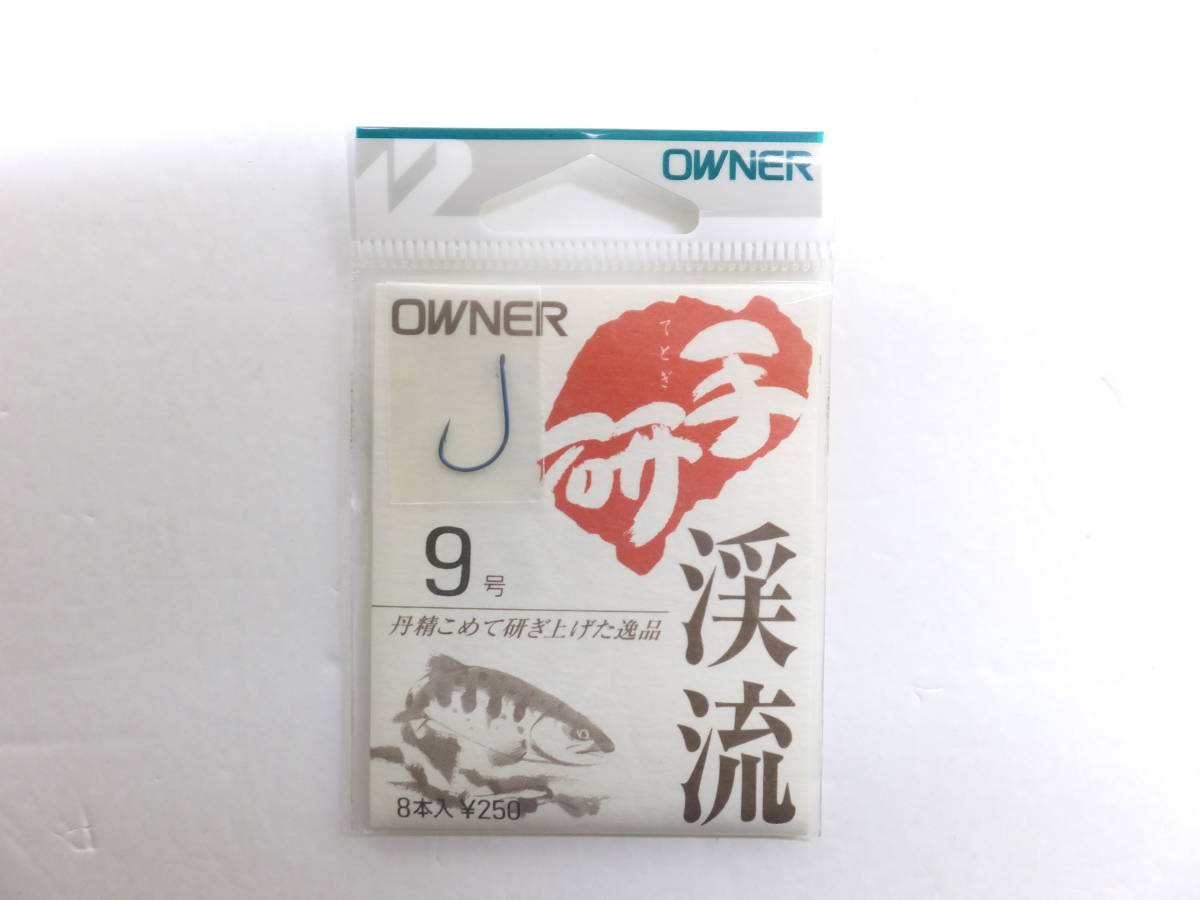 OWNER
OWNER
てとぎ
手研
渓流
9号
丹精こめて研ぎ上げた逸品
8本入 ¥250